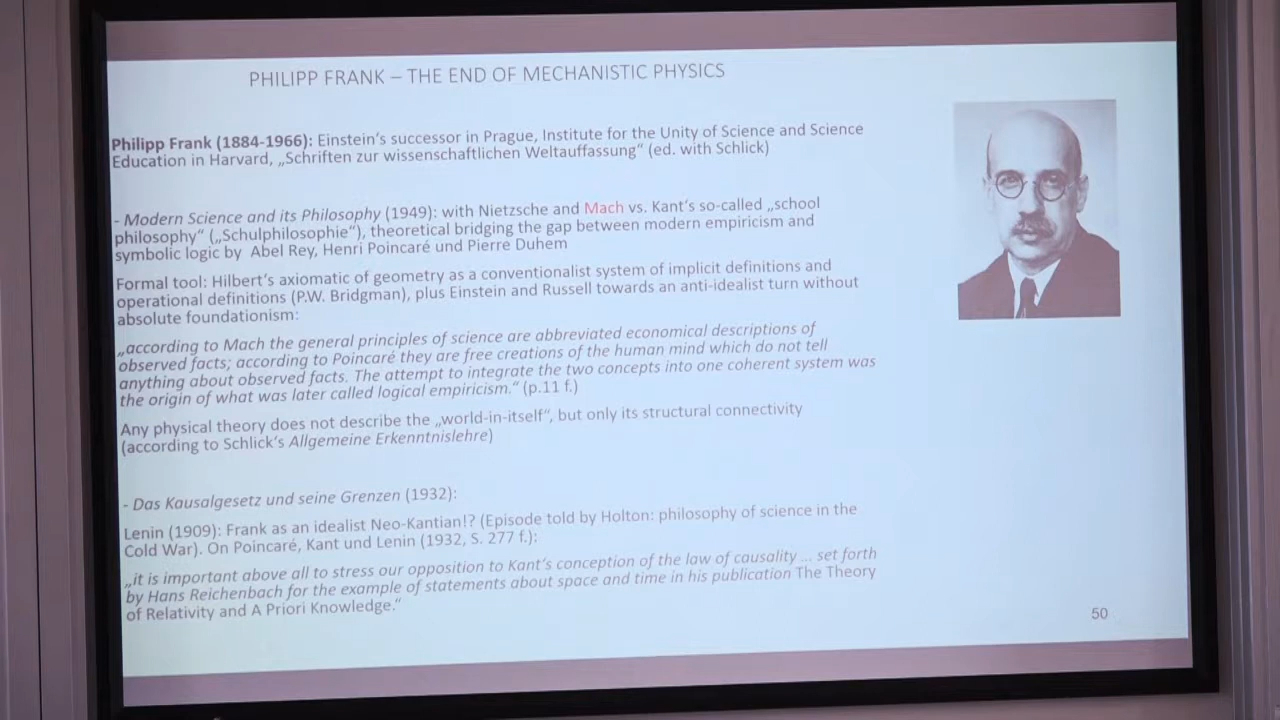 PHILIPP FRANK – THE END OF MECHANISTIC PHYSICS
Philipp Frank (1884-1966): Einstein's successor in Prague, Institute for the Unity of Science and Science
Education in Harvard, „Schriften zur wissenschaftlichen Weltauffassung“ (ed. with Schlick)
- Modern Science and its Philosophy (1949): with Nietzsche and Mach vs. Kant's so-called „school
philosophy“ („Schulphilosophie“), theoretical bridging the gap between modern empiricism and
symbolic logic by Abel Rey, Henri Poincaré und Pierre Duhem
Formal tool: Hilbert's axiomatic of geometry as a conventionalist system of implicit definitions and
operational definitions (P.W. Bridgman), plus Einstein and Russell towards an anti-idealist turn without
absolute foundationism:
„according to Mach the general principles of science are abbreviated economical descriptions of
observed facts; according to Poincaré they are free creations of the human mind which do not tell
anything about observed facts. The attempt to integrate the two concepts into one coherent system was
the origin of what was later called logical empiricism.“ (p.11 f.)
Any physical theory does not describe the „world-in-itself“, but only its structural connectivity
(according to Schlick's Allgemeine Erkenntnislehre)
- Das Kausalgesetz und seine Grenzen (1932):
Lenin (1909): Frank as an idealist Neo-Kantian!? (Episode told by Holton: philosophy of science in the
Cold War). On Poincaré, Kant und Lenin (1932, S. 277 f.):
„it is important above all to stress our opposition to Kant's conception of the law of causality ... set forth
by Hans Reichenbach for the example of statements about space and time in his publication The Theory
of Relativity and A Priori Knowledge.“
50